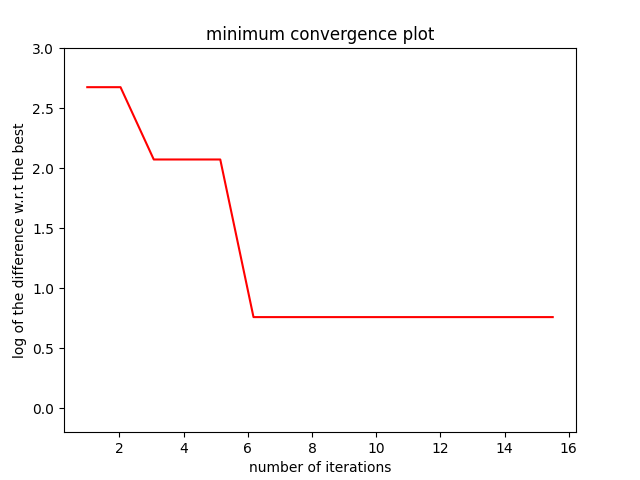 minimum convergence plot
3.0
2.5
2.0
1.5
1.0
0.5
0.0
log of the difference w.r.t the best
2 4 6 8 10 12 14 16
number of iterations